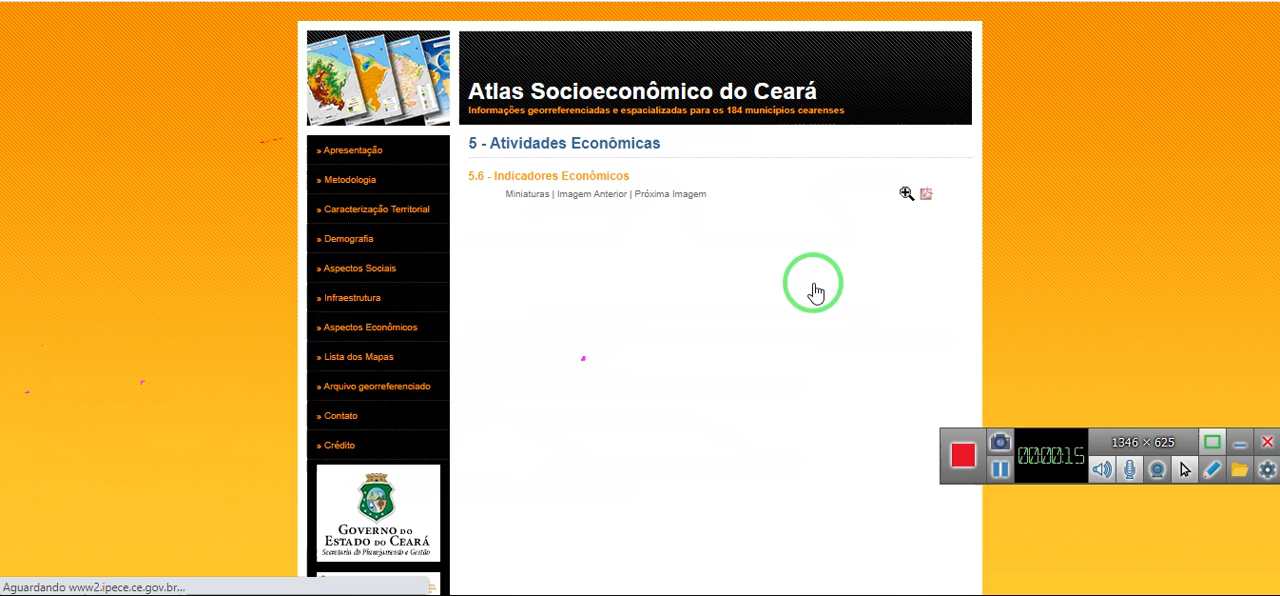 Atlas Socioeconômico do Ceará
Informações georreferenciadas e espacializadas para os 184 municípios cearenses
» Apresentação
» Metodologia
» Caracterização Territorial
» Demografia
» Aspectos Sociais
» Infraestrutura
» Aspectos Econômicos
» Lista dos Mapas
» Arquivo georreferenciado
» Contato
» Crédito
GOVERNO DO
ESTADO DO CEARÁ
Secretaria do Planejamento e Gestão
5 - Atividades Econômicas
5.6 - Indicadores Econômicos
Miniaturas | Imagem Anterior | Próxima Imagem
1346 × 625
00:00:15
Aguardando www2.ipece.ce.gov.br...